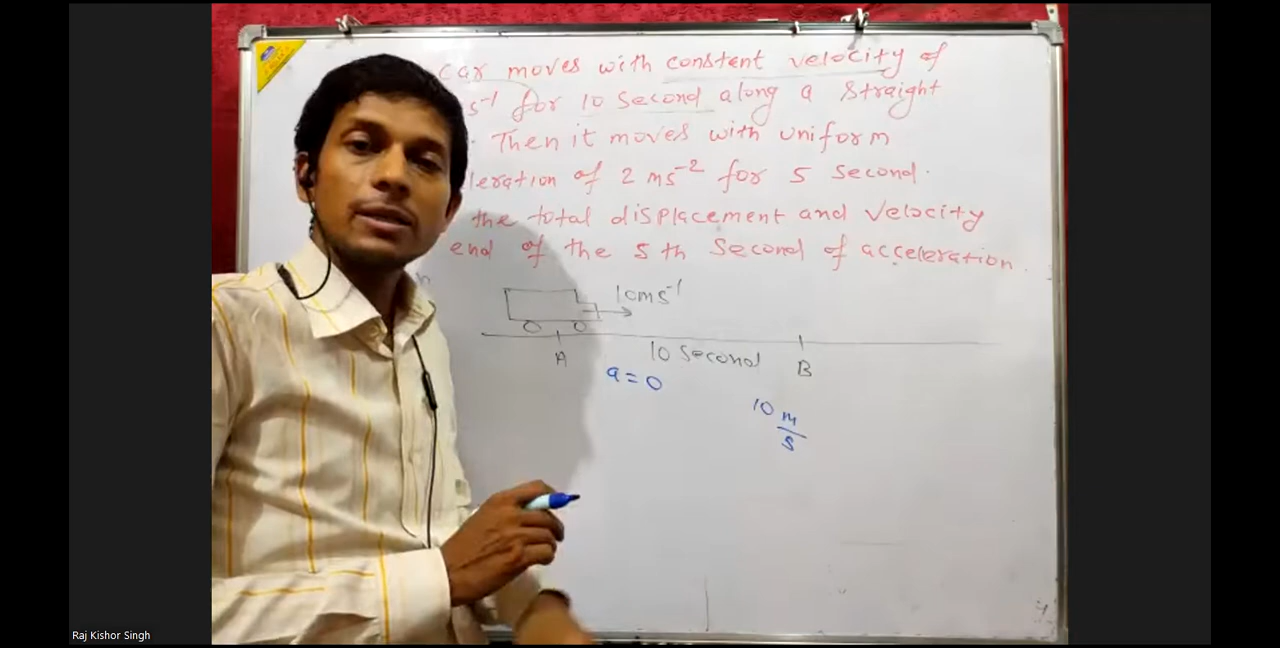 car moves with constant velocity of
s⁻¹ for 10 second along a straight
. Then it moves with uniform
leration of 2 ms⁻² for 5 second.
the total displacement and velocity
end of the 5 th second of acceleration.
n
10ms⁻¹
A 10 second B
a = 0
10 m/s
Raj Kishor Singh